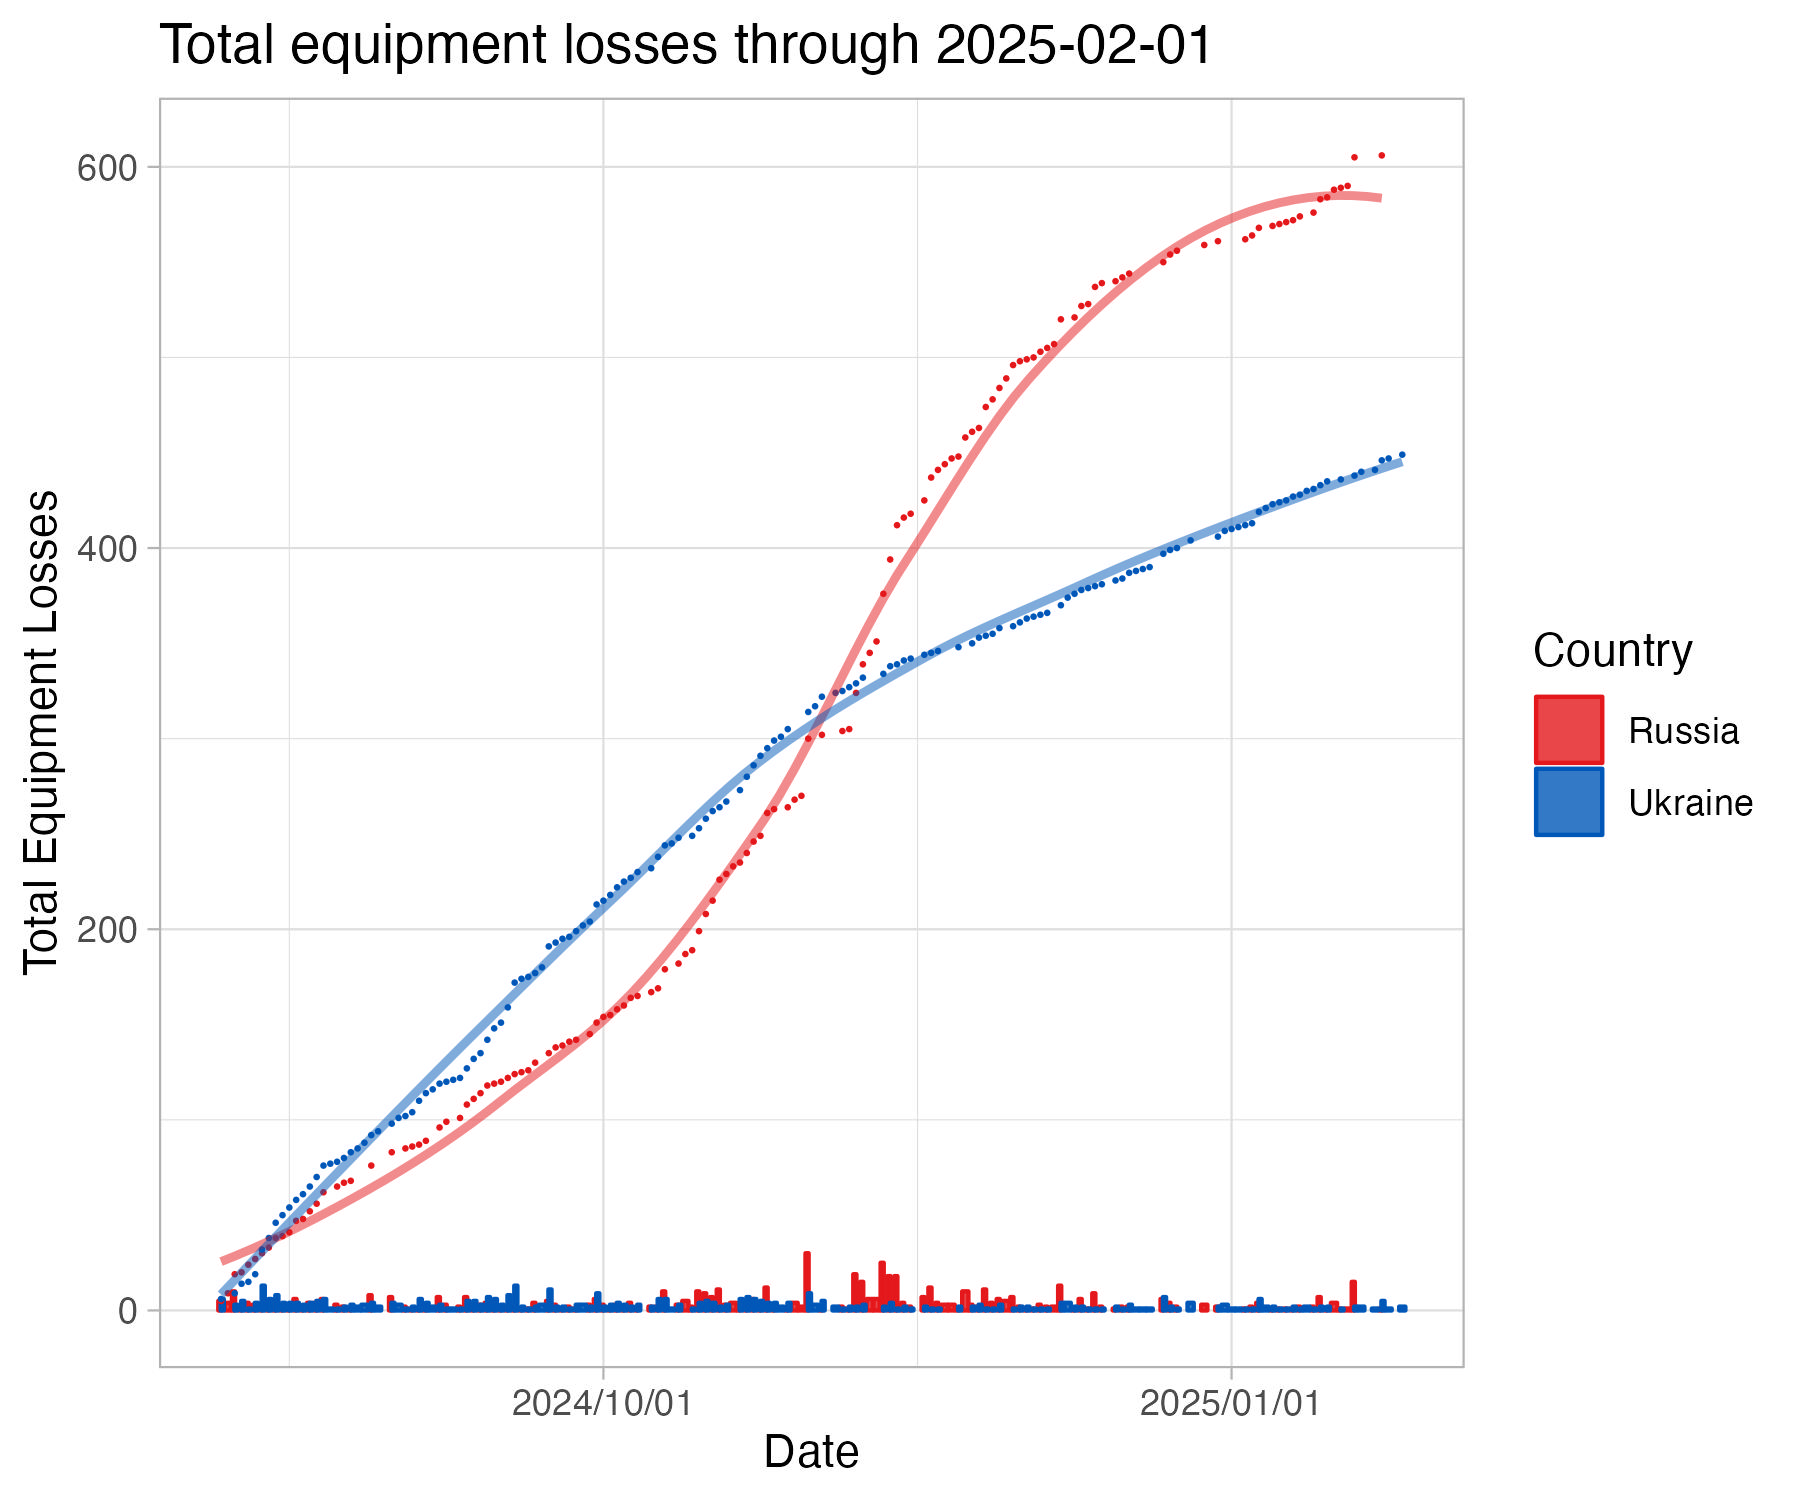 Total equipment losses through 2025-02-01
Total Equipment Losses
600
400
200
0
2024/10/01
2025/01/01
Date
Country
Russia
Ukraine